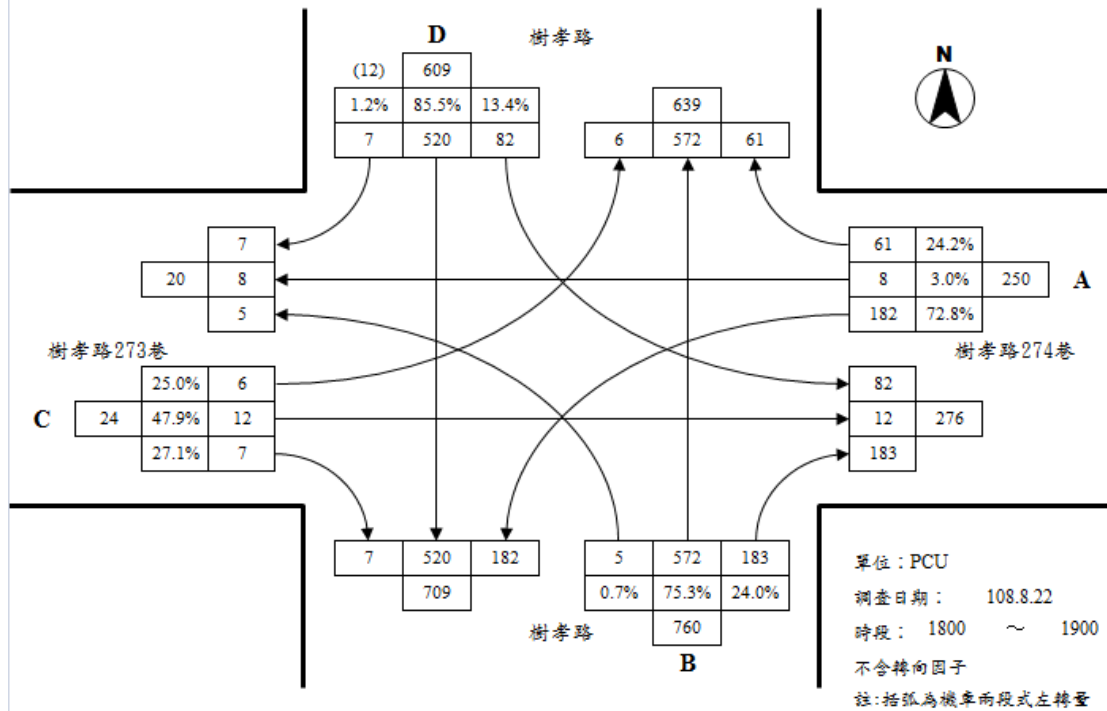 D
樹孝路
N
(12)
609
1.2% 85.5% 13.4%
7 520 82
639
6 572 61
7
20 8
5
61 24.2%
8 3.0% 250
182 72.8%
A
樹孝路273巷
樹孝路274巷
25.0% 6
C 24 47.9% 12
27.1% 7
82
12 276
183
7 520 182
709
5 572 183
0.7% 75.3% 24.0%
760
樹孝路
B
單位：PCU
調查日期： 108.8.22
時段： 1800 ～ 1900
不含轉向因子
註:括弧為機車兩段式左轉量